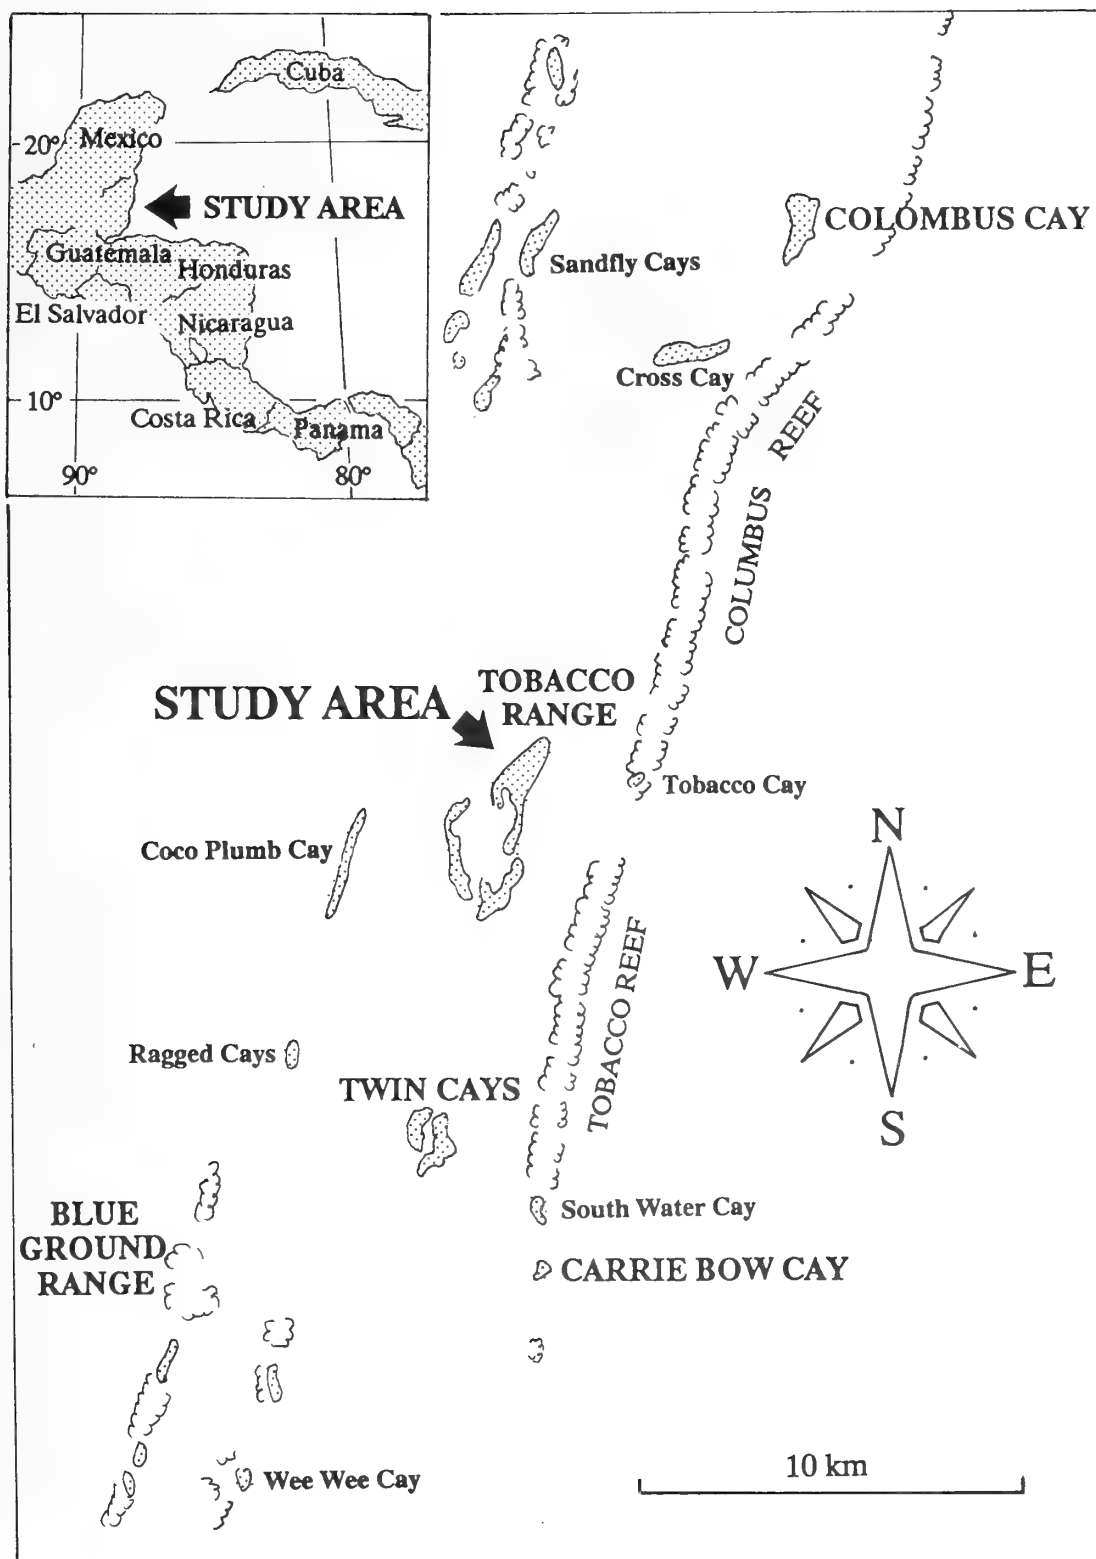 Cuba
Mexico
20°
STUDY AREA
Guatemala
Honduras
El Salvador
Nicaragua
10°
Costa Rica
Panama
90°
80°
COLOMBUS CAY
Sandfly Cays
Cross Cay
COLUMBUS REEF
STUDY AREA
TOBACCO
RANGE
Tobacco Cay
Coco Plumb Cay
N
W
E
S
TOBACCO REEF
Ragged Cays
TWIN CAYS
BLUE
GROUND
RANGE
South Water Cay
CARRIE BOW CAY
10 km
Wee Wee Cay